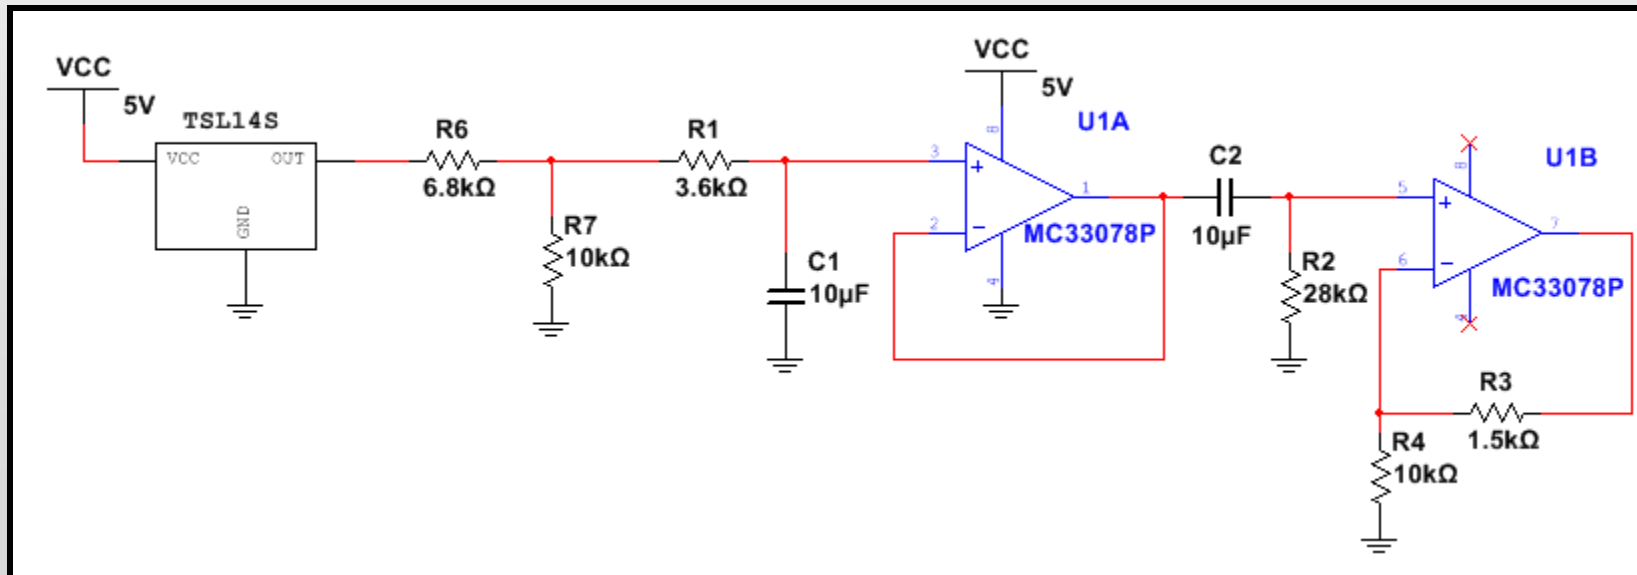 VCC
5V
TSL14S
VCC
OUT
GND
R6
6.8kΩ
R7
10kΩ
R1
3.6kΩ
C1
10µF
VCC
5V
U1A
3
2
8
4
1
MC33078P
C2
10µF
R2
28kΩ
U1B
5
6
8
4
7
MC33078P
R3
1.5kΩ
R4
10kΩ